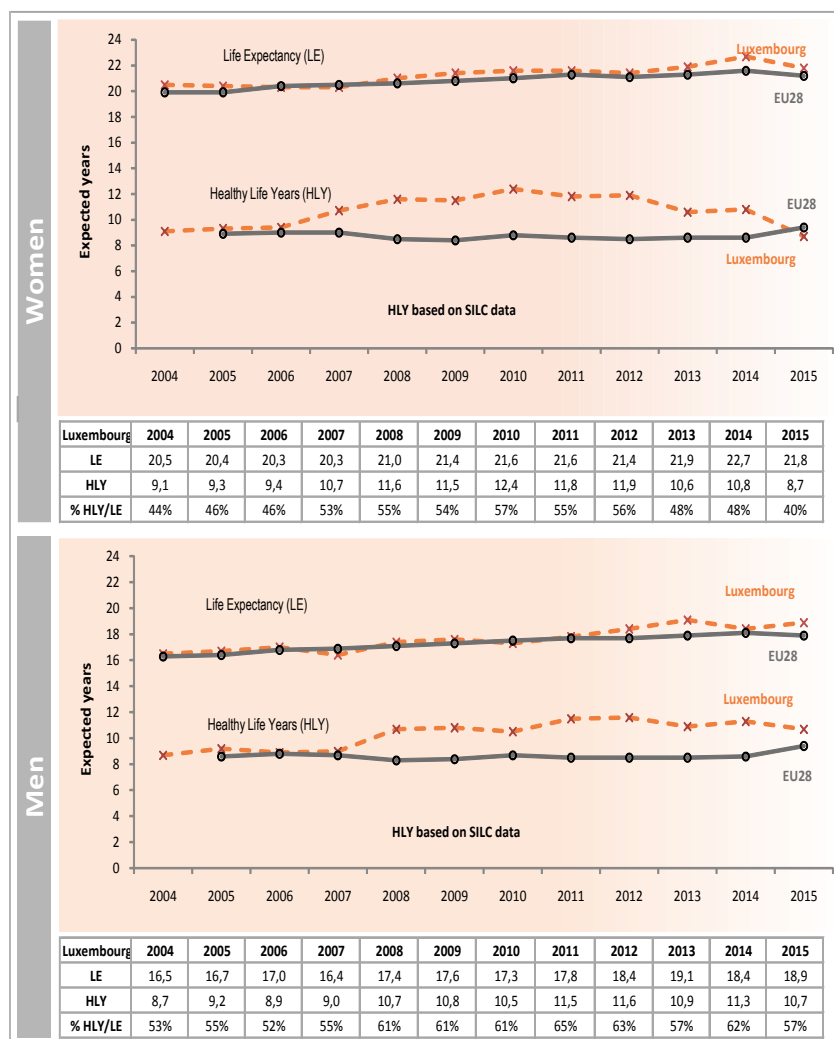 Women
24
22
20
18
16
14
12
10
8
6
4
2
0
Expected years
Life Expectancy (LE)
Luxembourg
EU28
Healthy Life Years (HLY)
EU28
Luxembourg
HLY based on SILC data
2004 2005 2006 2007 2008 2009 2010 2011 2012 2013 2014 2015
Luxembourg 2004 2005 2006 2007 2008 2009 2010 2011 2012 2013 2014 2015
LE 20,5 20,4 20,3 20,3 21,0 21,4 21,6 21,6 21,4 21,9 22,7 21,8
HLY 9,1 9,3 9,4 10,7 11,6 11,5 12,4 11,8 11,9 10,6 10,8 8,7
% HLY/LE 44% 46% 46% 53% 55% 54% 57% 55% 56% 48% 48% 40%
Men
24
22
20
18
16
14
12
10
8
6
4
2
0
Expected years
Life Expectancy (LE)
Luxembourg
EU28
Healthy Life Years (HLY)
Luxembourg
EU28
HLY based on SILC data
2004 2005 2006 2007 2008 2009 2010 2011 2012 2013 2014 2015
Luxembourg 2004 2005 2006 2007 2008 2009 2010 2011 2012 2013 2014 2015
LE 16,5 16,7 17,0 16,4 17,4 17,6 17,3 17,8 18,4 19,1 18,4 18,9
HLY 8,7 9,2 8,9 9,0 10,7 10,8 10,5 11,5 11,6 10,9 11,3 10,7
% HLY/LE 53% 55% 52% 55% 61% 61% 61% 65% 63% 57% 62% 57%